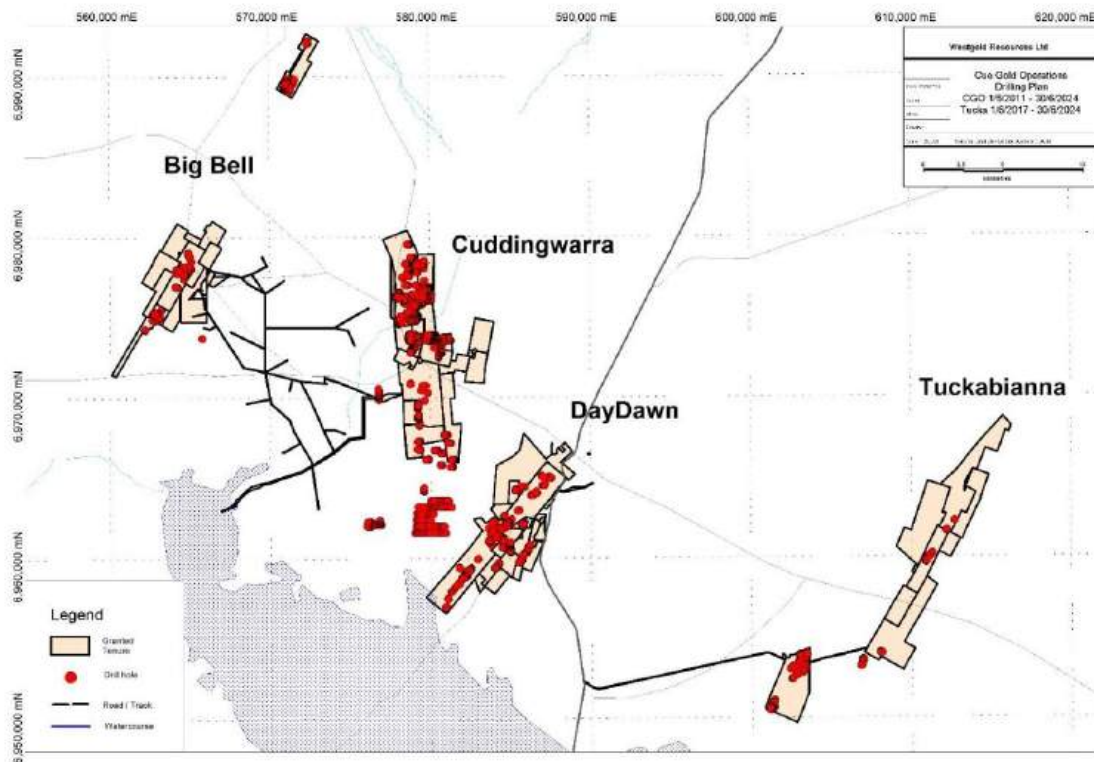 560,000 mE
570,000 mE
580,000 mE
590,000 mE
600,000 mE
610,000 mE
620,000 mE
Westgold Resources Ltd
Cue Gold Operations
Drilling Plan
CGO 1/6/2011 - 30/6/2024
Tucka 1/6/2017 - 30/6/2024
6,990,000 mN
6,980,000 mN
6,970,000 mN
6,960,000 mN
6,950,000 mN
Big Bell
Cuddingwarra
DayDawn
Tuckabianna
Legend
Granted
Tenure
Drill hole
Road / Track
Watercourse